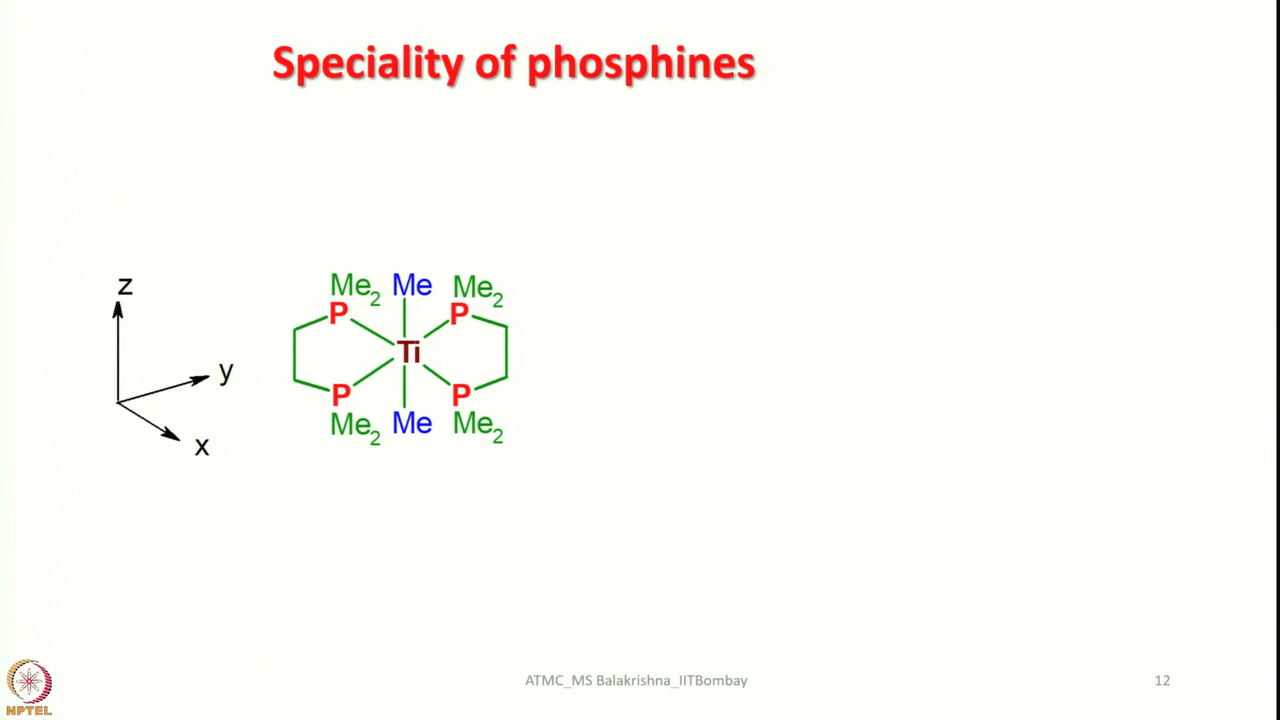 Speciality of phosphines
z
y
x
Me2 Me Me2
P P
Ti
P P
Me2 Me Me2
NPTEL
ATMC_MS Balakrishna_IITBombay
12